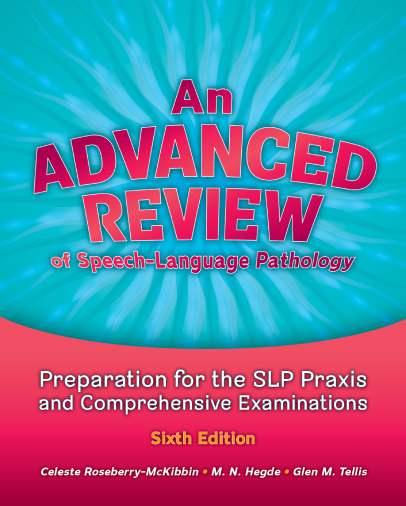 An
ADVANCED
REVIEW
of Speech-Language Pathology
Preparation for the SLP Praxis
and Comprehensive Examinations
Sixth Edition
Celeste Roseberry-McKibbin • M. N. Hegde • Glen M. Tellis